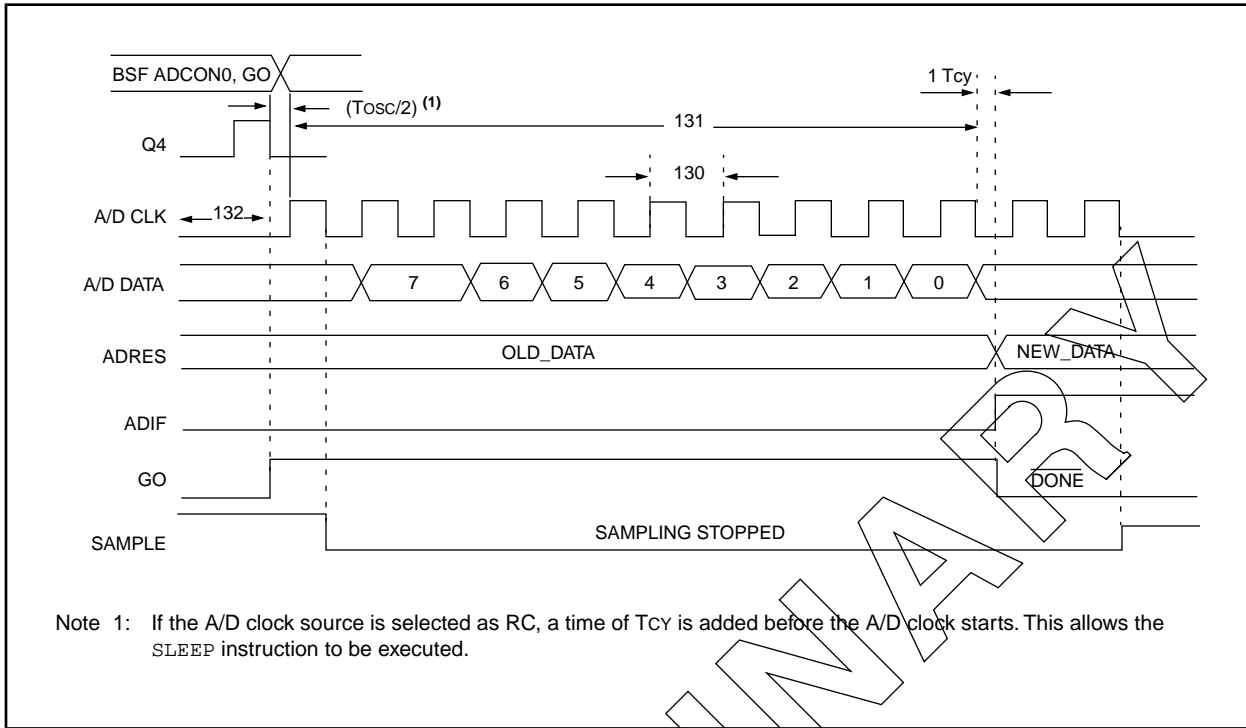 BSF ADCON0, GO
(TOSC/2) (1)
1 Tcy
131
Q4
130
A/D CLK
132
A/D DATA
7 6 5 4 3 2 1 0
ADRES
OLD_DATA
NEW_DATA
ADIF
GO
DONE
SAMPLE
SAMPLING STOPPED
Note 1: If the A/D clock source is selected as RC, a time of TCY is added before the A/D clock starts. This allows the
SLEEP instruction to be executed.
INARY